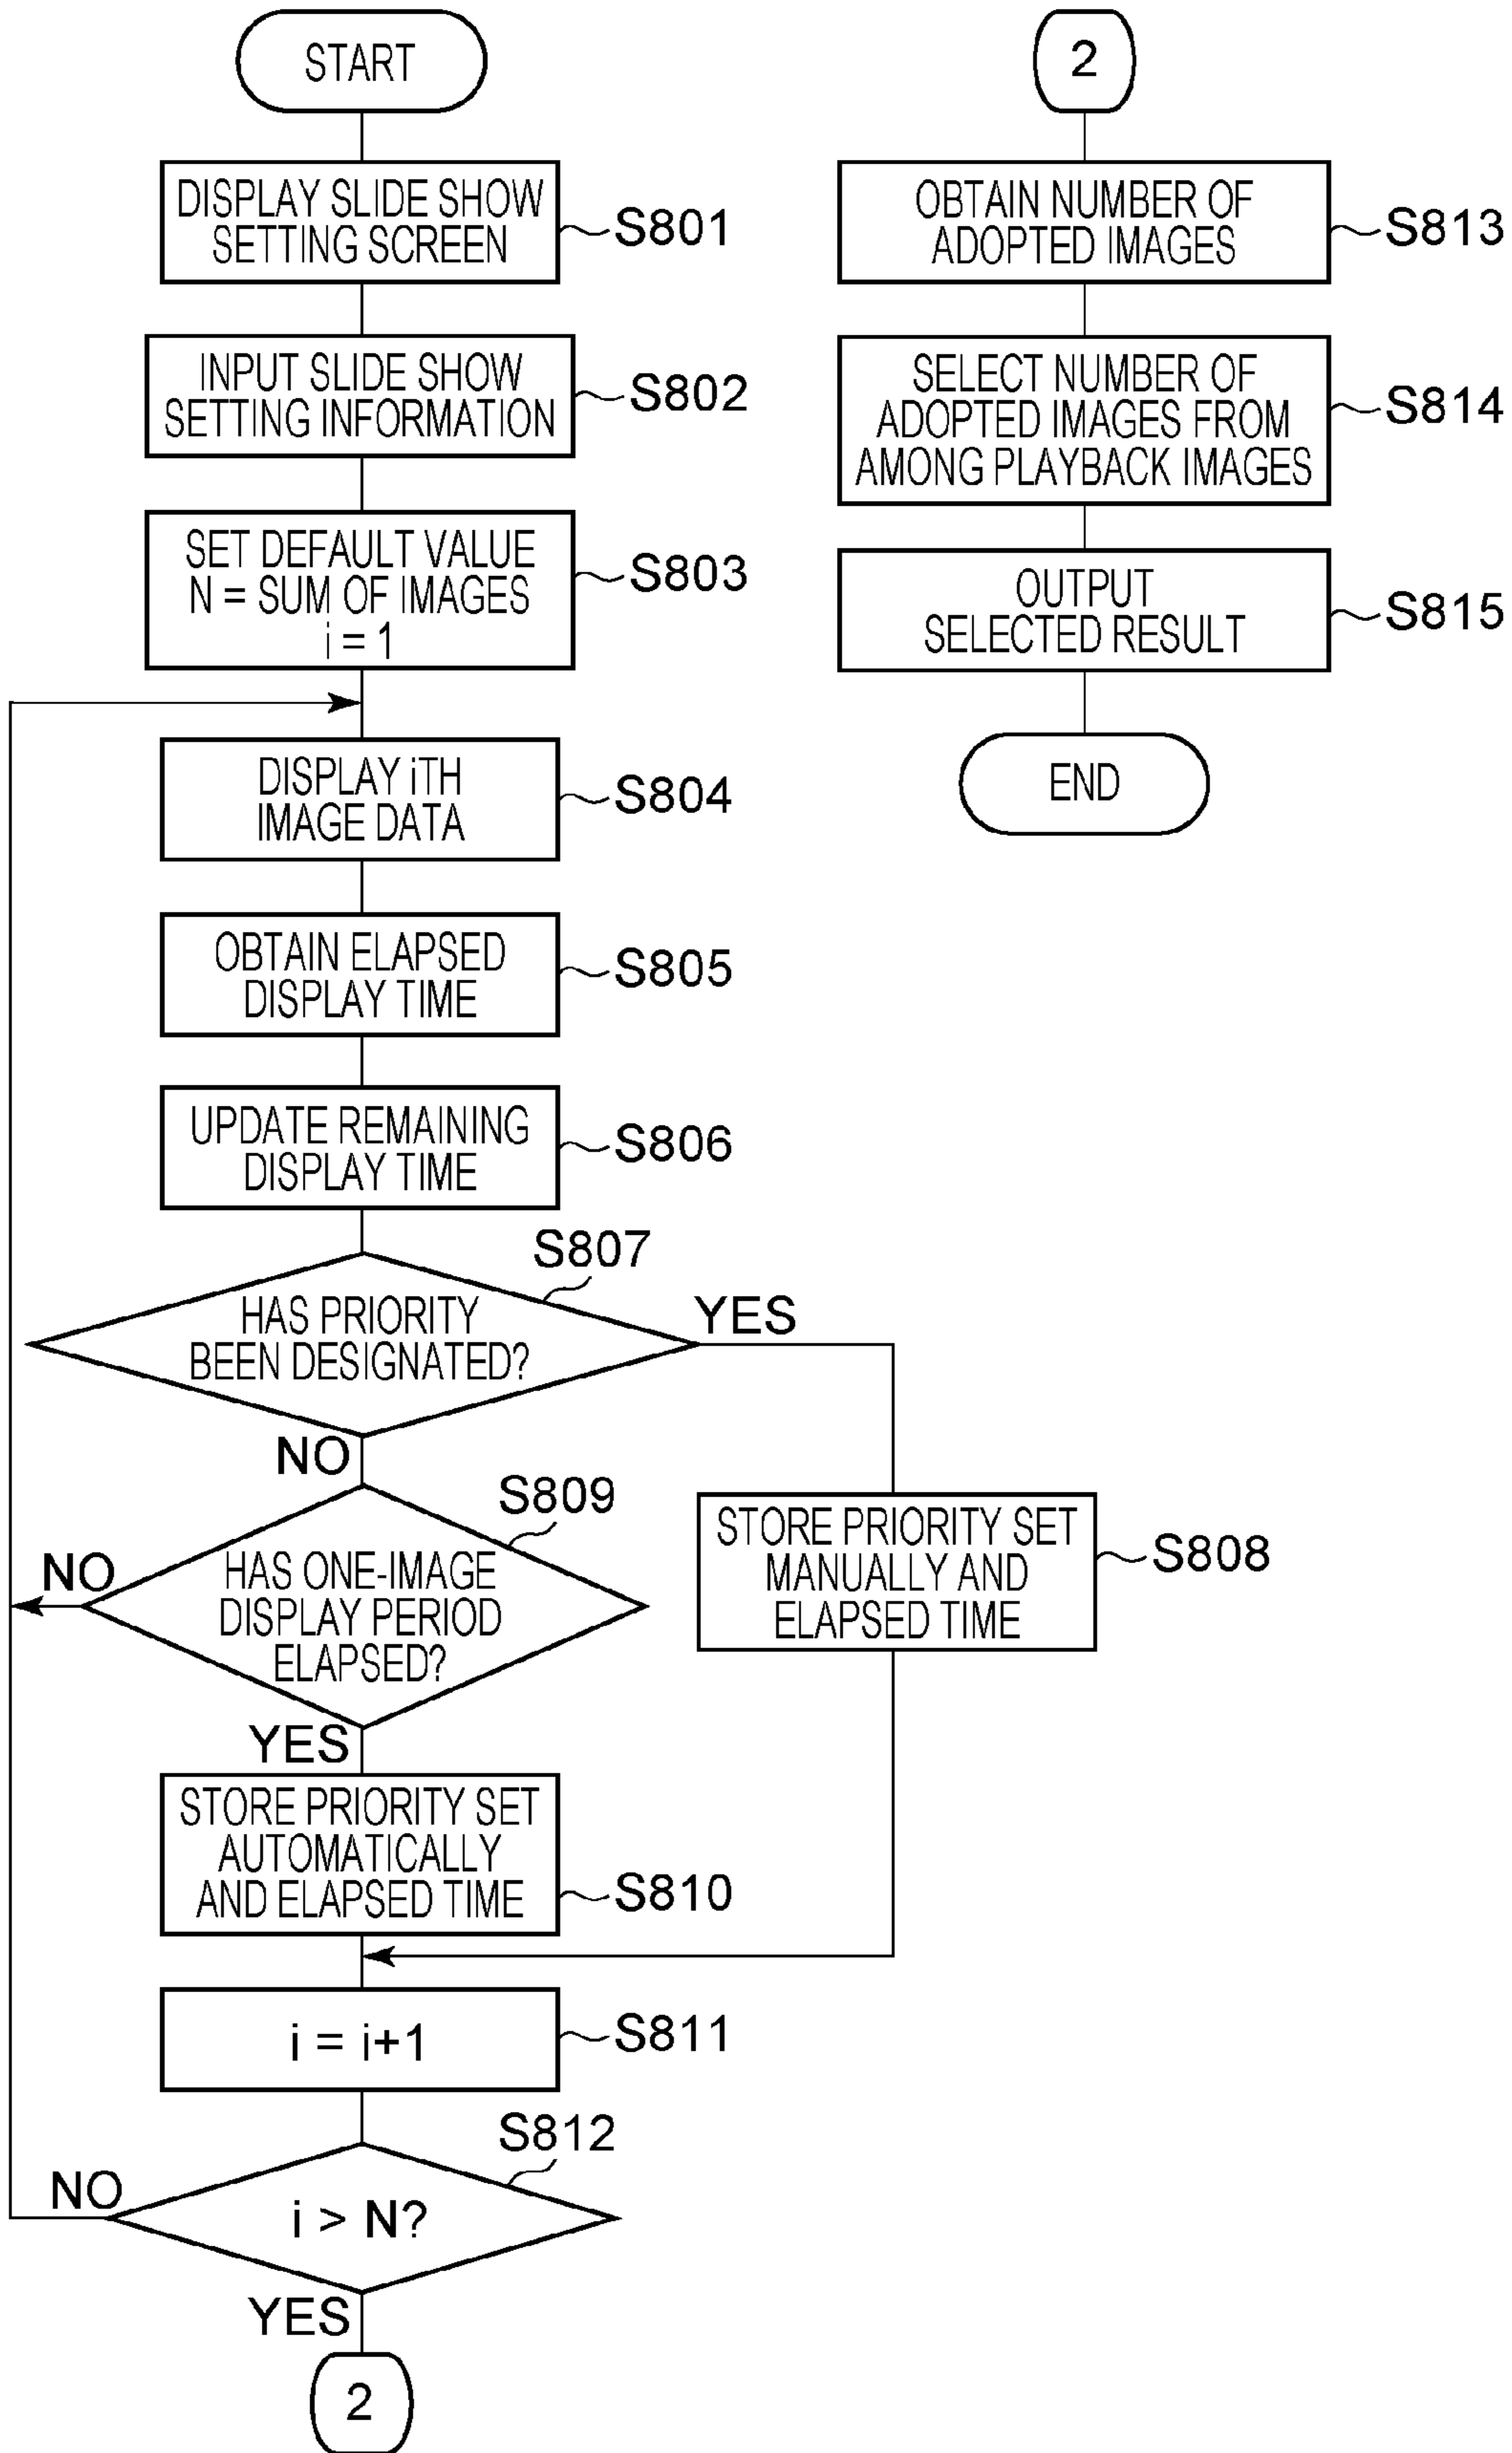 START
DISPLAY SLIDE SHOW
SETTING SCREEN
S801
INPUT SLIDE SHOW
SETTING INFORMATION
S802
SET DEFAULT VALUE
N = SUM OF IMAGES
i = 1
S803
DISPLAY iTH
IMAGE DATA
S804
OBTAIN ELAPSED
DISPLAY TIME
S805
UPDATE REMAINING
DISPLAY TIME
S806
S807
HAS PRIORITY
BEEN DESIGNATED?
YES
NO
STORE PRIORITY SET
MANUALLY AND
ELAPSED TIME
S808
S809
HAS ONE-IMAGE
DISPLAY PERIOD
ELAPSED?
NO
YES
STORE PRIORITY SET
AUTOMATICALLY
AND ELAPSED TIME
S810
i = i+1
S811
S812
i > N?
NO
YES
2
2
OBTAIN NUMBER OF
ADOPTED IMAGES
S813
SELECT NUMBER OF
ADOPTED IMAGES FROM
AMONG PLAYBACK IMAGES
S814
OUTPUT
SELECTED RESULT
S815
END